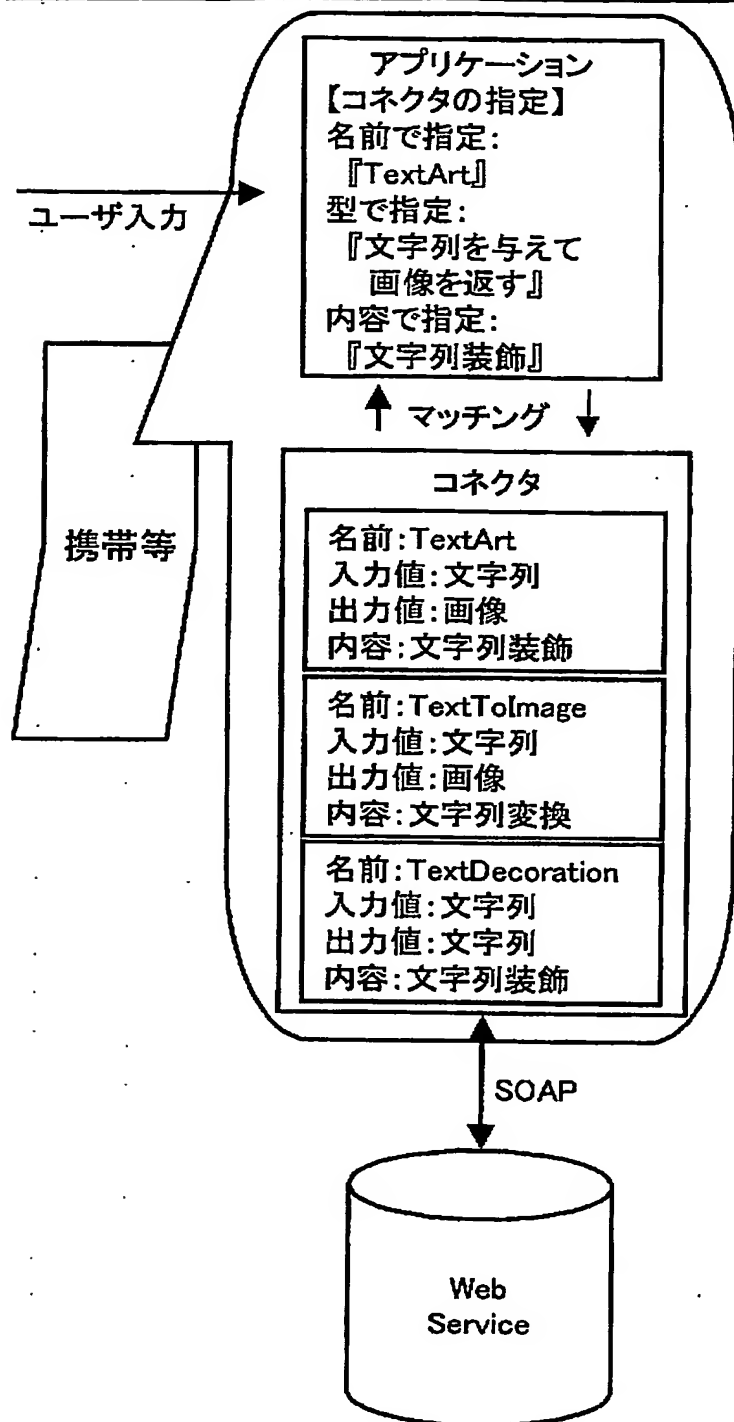 アプリケーション
【コネクタの指定】
名前で指定:
『TextArt』
型で指定:
『文字列を与えて
画像を返す』
内容で指定:
『文字列装飾』
ユーザ入力
マッチング
携帯等
コネクタ
名前:TextArt
入力値:文字列
出力値:画像
内容:文字列装飾
名前:TextToImage
入力値:文字列
出力値:画像
内容:文字列変換
名前:TextDecoration
入力値:文字列
出力値:文字列
内容:文字列装飾
SOAP
Web
Service